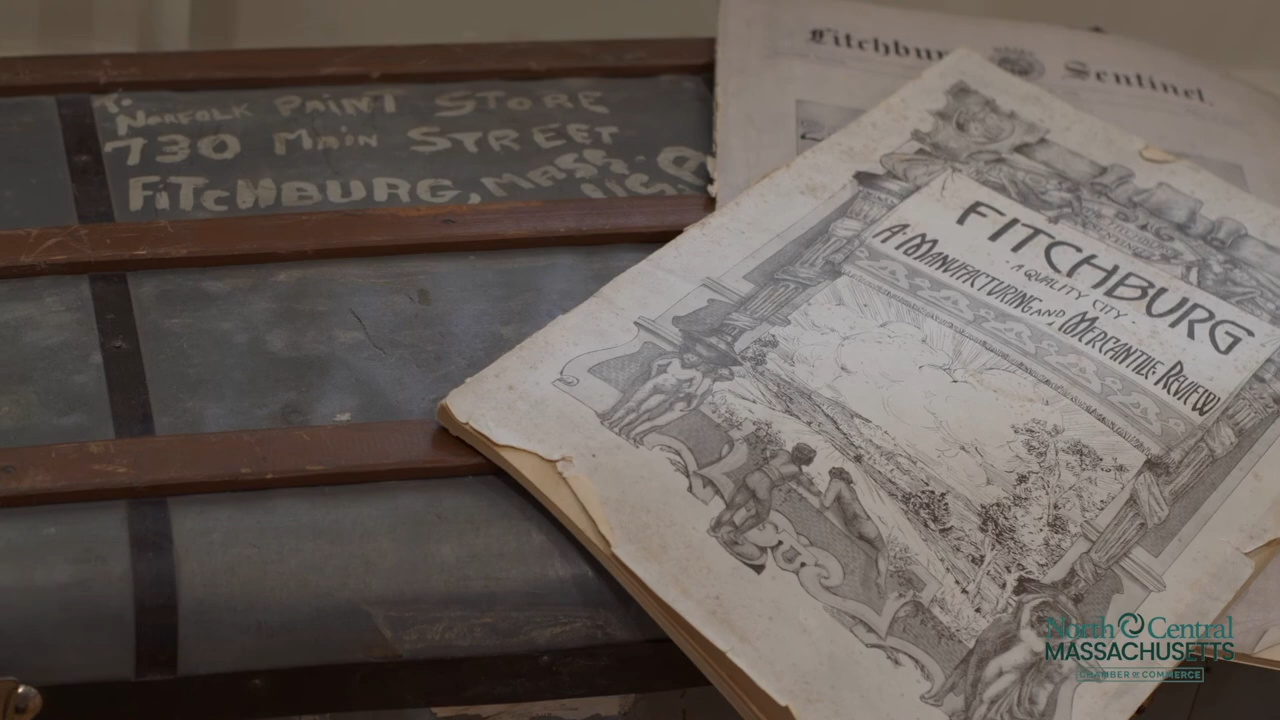 To:
NORFOLK PAINT STORE
730 MAiN STREET
FiTCHBURG, MASS.
Fitchbur Sentinel.
FITCHBURG
A QUALITY CITY
A MANUFACTURING AND MERCANTILE REVIEW
North Central
MASSACHUSETTS
CHAMBER OF COMMERCE